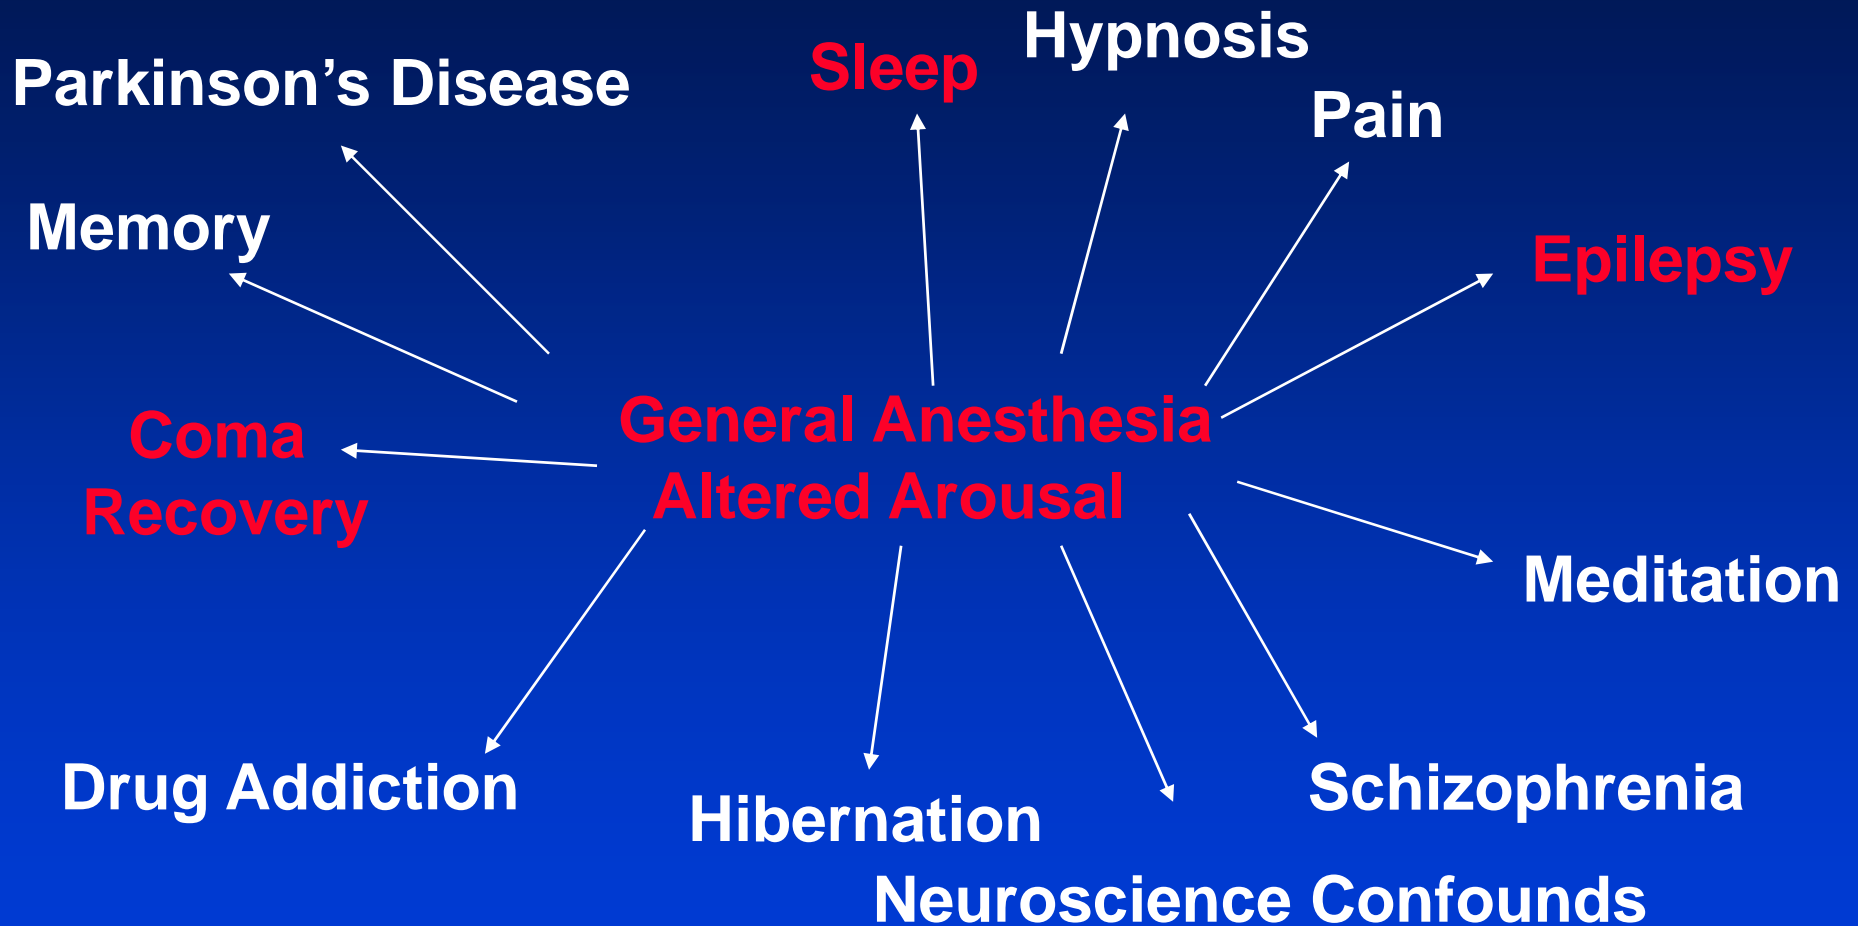 Hypnosis
Sleep
Parkinson’s Disease
Pain
Memory
Epilepsy
General Anesthesia
Altered Arousal
Coma
Recovery
Meditation
Drug Addiction
Schizophrenia
Hibernation
Neuroscience Confounds